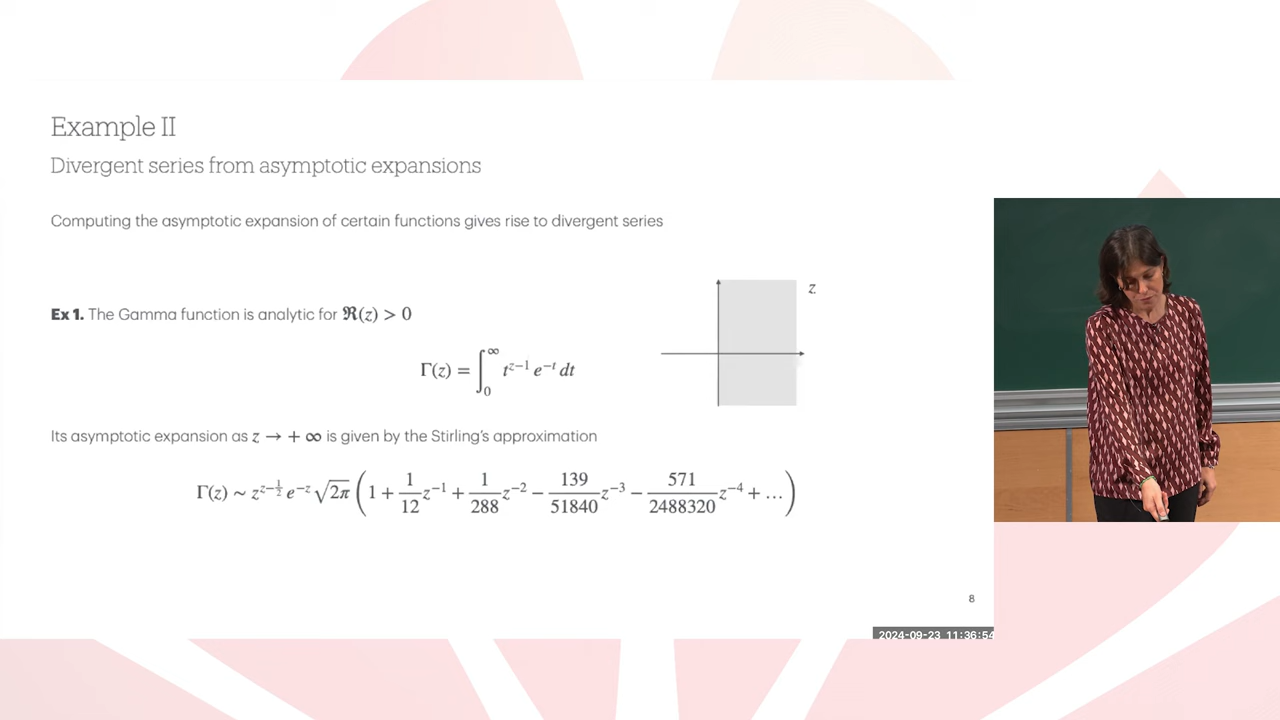 Example II
Divergent series from asymptotic expansions
Computing the asymptotic expansion of certain functions gives rise to divergent series
z
Ex 1. The Gamma function is analytic for ℜ(z) > 0
Γ(z) = ∫₀^∞ t^{z−1} e^{−t} dt
Its asymptotic expansion as z → + ∞ is given by the Stirling's approximation
Γ(z) ~ z^{z−1/2} e^{−z} √2π (1 + 1/12 z^{−1} + 1/288 z^{−2} − 139/51840 z^{−3} − 571/2488320 z^{−4} + …)
8
2024-09-23 11:36:54